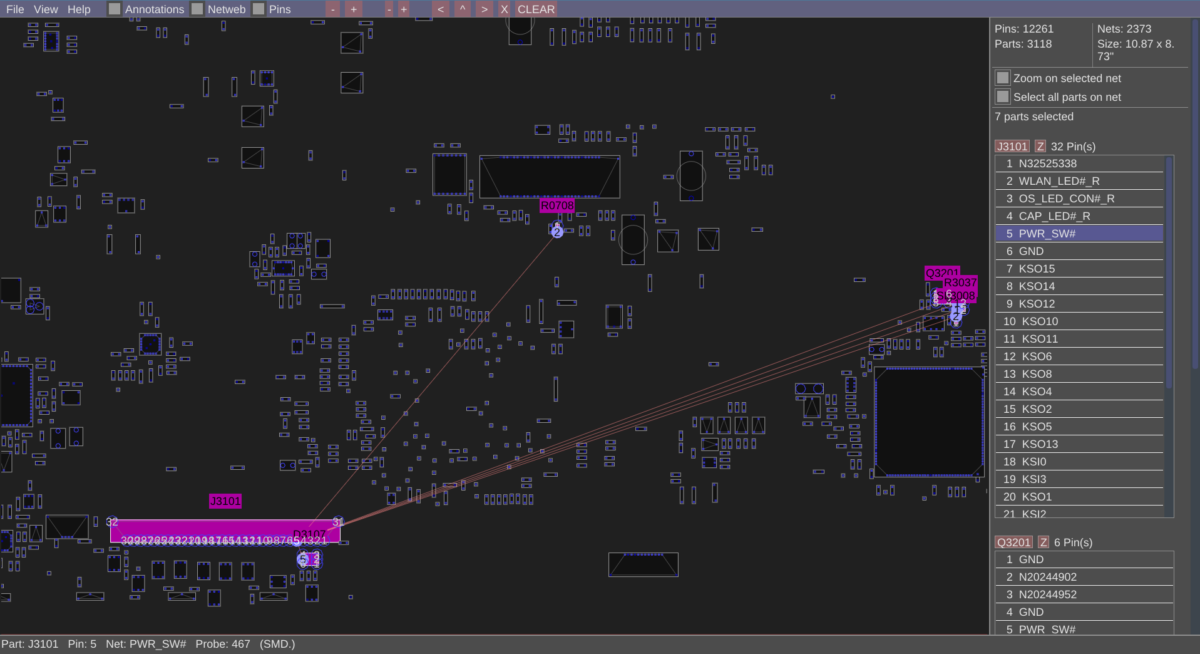 File View Help Annotations Netweb Pins - + - + < ^ > X CLEAR
Pins: 12261
Parts: 3118
Nets: 2373
Size: 10.87 x 8.
73"
Zoom on selected net
Select all parts on net
7 parts selected
J3101 Z 32 Pin(s)
1 N32525338
2 WLAN_LED#_R
3 OS_LED_CON#_R
4 CAP_LED#_R
5 PWR_SW#
6 GND
7 KSO15
8 KSO14
9 KSO12
10 KSO10
11 KSO11
12 KSO6
13 KSO8
14 KSO4
15 KSO2
16 KSO5
17 KSO13
18 KSI0
19 KSI3
20 KSO1
21 KSI2
Q3201 Z 6 Pin(s)
1 GND
2 N20244902
3 N20244952
4 GND
5 PWR_SW#
R0708
2
Q3201
R3037
J3101
32
31
D3107
Part: J3101 Pin: 5 Net: PWR_SW# Probe: 467 (SMD.)